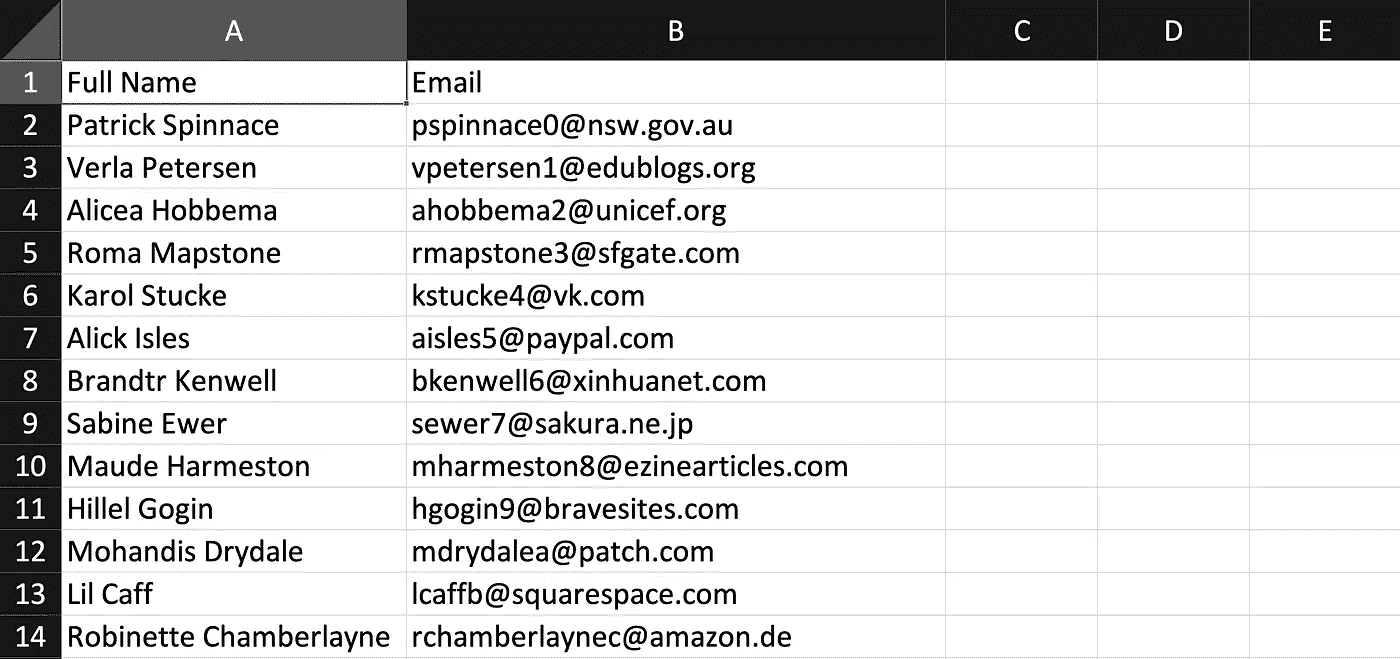 A B C D E
1 Full Name Email
2 Patrick Spinnace pspinnace0@nsw.gov.au
3 Verla Petersen vpetersen1@edublogs.org
4 Alicea Hobbema ahobbema2@unicef.org
5 Roma Mapstone rmapstone3@sfgate.com
6 Karol Stucke kstucke4@vk.com
7 Alick Isles aisles5@paypal.com
8 Brandtr Kenwell bkenwell6@xinhuanet.com
9 Sabine Ewer sewer7@sakura.ne.jp
10 Maude Harmeston mharmeston8@ezinearticles.com
11 Hillel Gogin hgogin9@bravesites.com
12 Mohandis Drydale mdrydalea@patch.com
13 Lil Caff lcaffb@squarespace.com
14 Robinette Chamberlayne rchamberlaynec@amazon.de